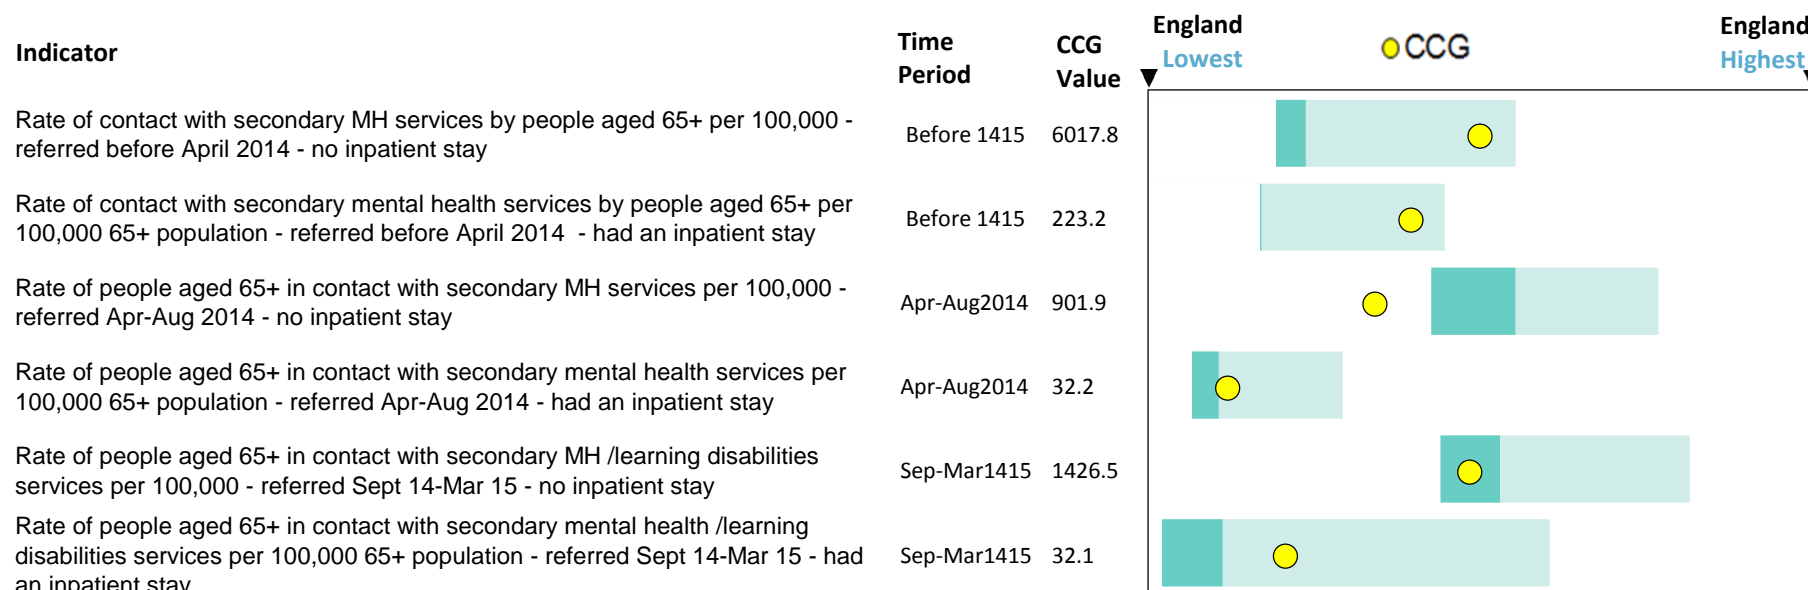 Indicator
Time Period
CCG Value
England Lowest
CCG
England Highest
Rate of contact with secondary MH services by people aged 65+ per 100,000 -
referred before April 2014 - no inpatient stay
Before 1415
6017.8
Rate of contact with secondary mental health services by people aged 65+ per
100,000 65+ population - referred before April 2014  - had an inpatient stay
Before 1415
223.2
Rate of people aged 65+ in contact with secondary MH services per 100,000 -
referred Apr-Aug 2014 - no inpatient stay
Apr-Aug2014
901.9
Rate of people aged 65+ in contact with secondary mental health services per
100,000 65+ population - referred Apr-Aug 2014 - had an inpatient stay
Apr-Aug2014
32.2
Rate of people aged 65+ in contact with secondary MH /learning disabilities
services per 100,000 - referred Sept 14-Mar 15 - no inpatient stay
Sep-Mar1415
1426.5
Rate of people aged 65+ in contact with secondary mental health /learning
disabilities services per 100,000 65+ population - referred Sept 14-Mar 15 - had
an inpatient stay
Sep-Mar1415
32.1